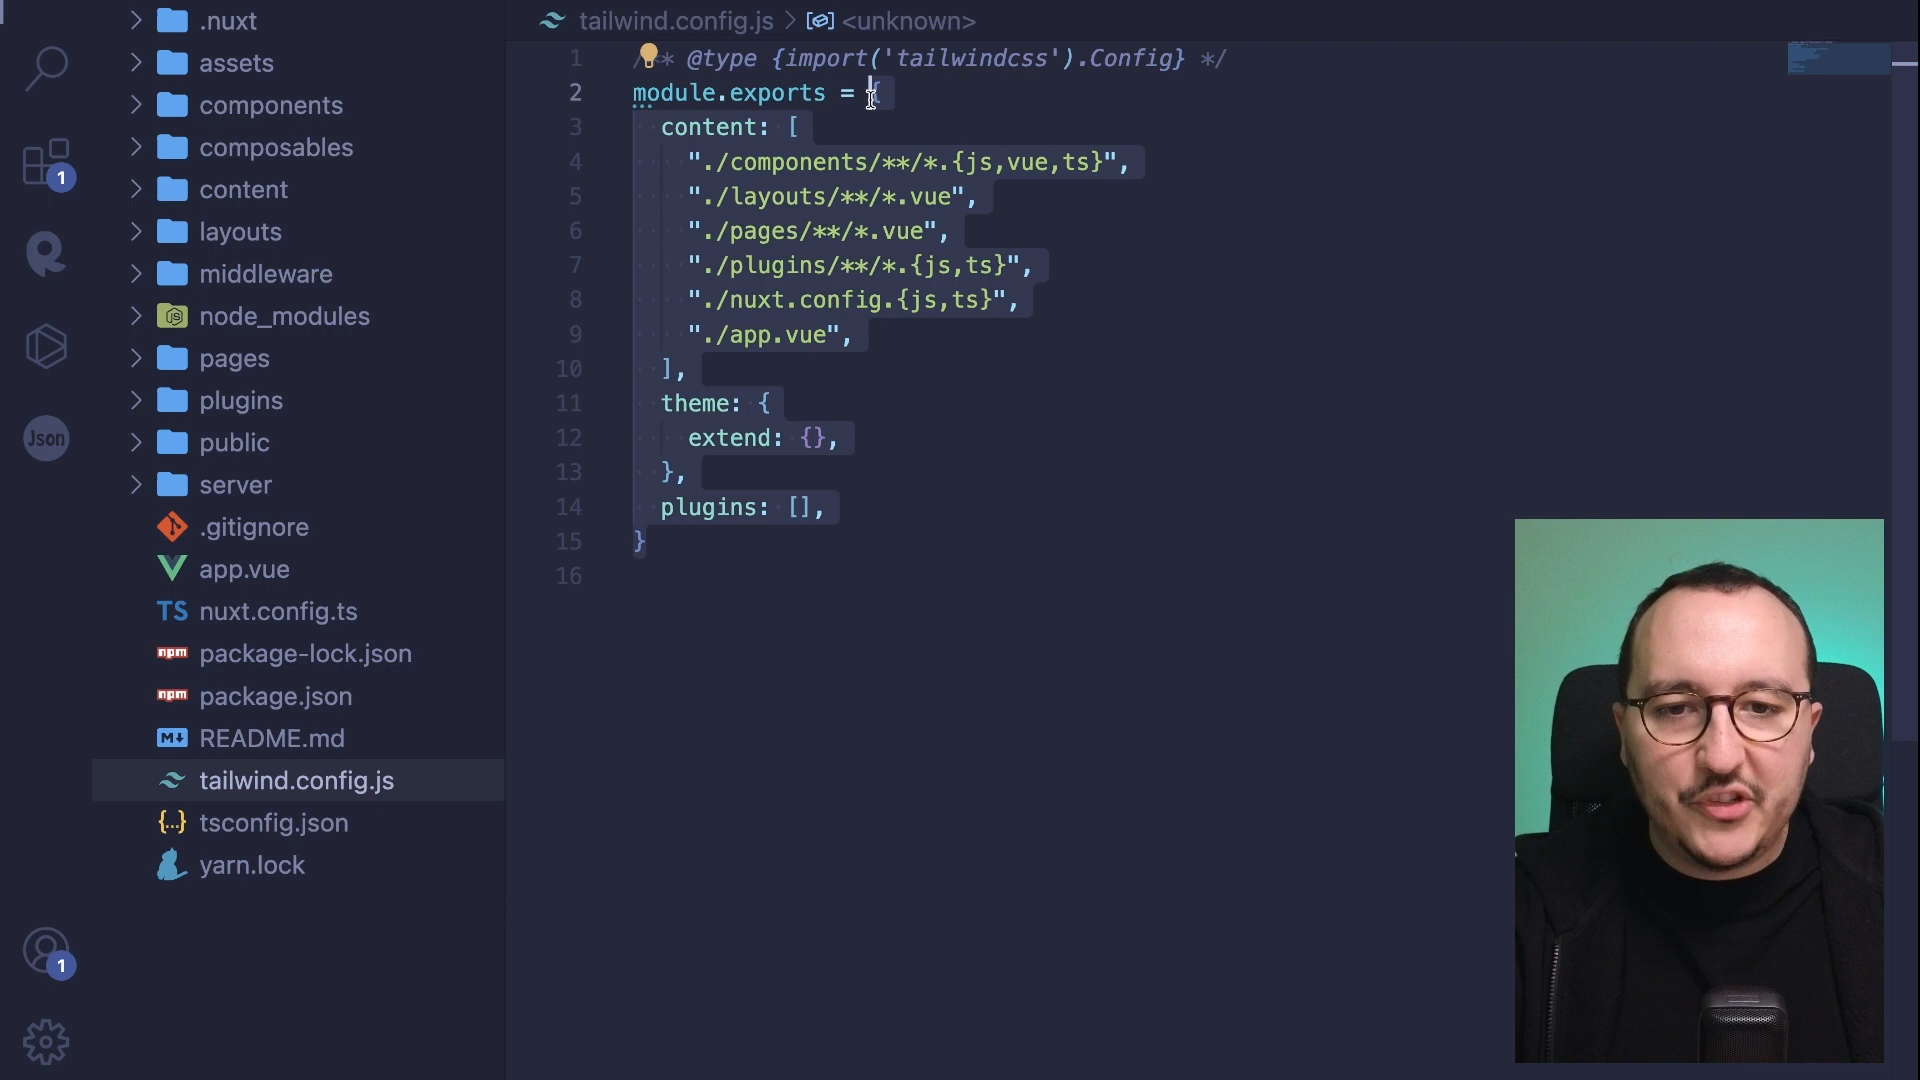 .nuxt
assets
components
composables
content
layouts
middleware
node_modules
pages
plugins
public
server
.gitignore
app.vue
TS nuxt.config.ts
npm package-lock.json
npm package.json
M README.md
tailwind.config.js
{...} tsconfig.json
yarn.lock
1
Json
1
tailwind.config.js > <unknown>
1 /** @type {import('tailwindcss').Config} */
2 module.exports = {
3 content: [
4 "./components/**/*.{js,vue,ts}",
5 "./layouts/**/*.vue",
6 "./pages/**/*.vue",
7 "./plugins/**/*.{js,ts}",
8 "./nuxt.config.{js,ts}",
9 "./app.vue",
10 ],
11 theme: {
12 extend: {},
13 },
14 plugins: [],
15 }
16